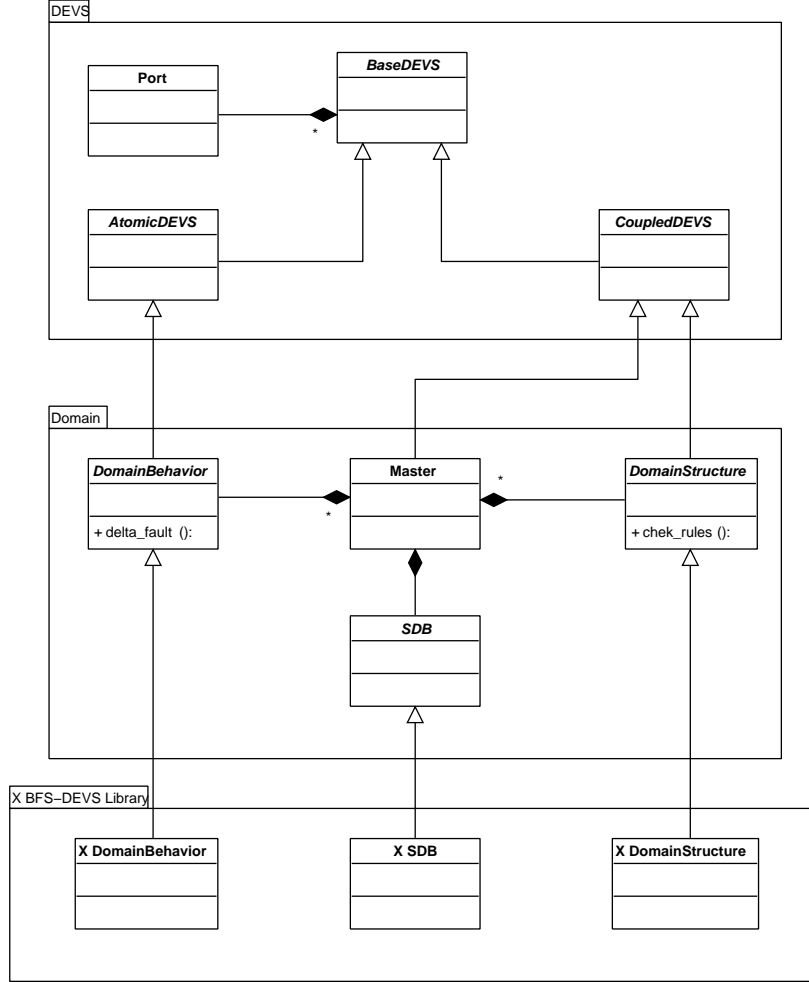 DEVS
BaseDEVS
Port
*
AtomicDEVS
CoupledDEVS
Domain
DomainBehavior
Master
*
DomainStructure
*
+ delta_fault ():
+ chek_rules ():
SDB
X BFS–DEVS Library
X DomainBehavior
X SDB
X DomainStructure